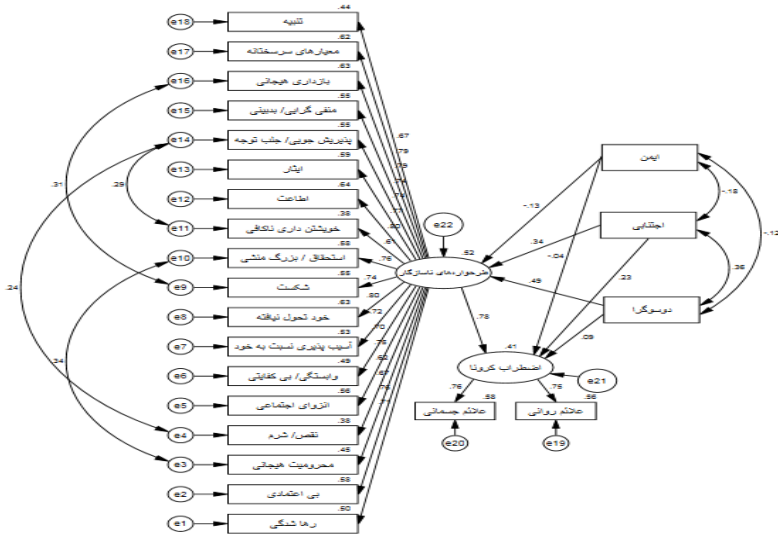 .44
e18 تنبیه
.62
e17 معیارهای سرسختانه
.63
e16 بازداری هیجانی
.55
e15 منفی گرایی/ بدبینی
.55
e14 پذیرش جویی/ جلب توجه
.59
e13 ایثار
.64
e12 اطاعت
.38
e11 خویشتن داری ناکافی
.58
e10 استحقاق / بزرگ منشی
.55
e9 شکست
.63
e8 خود تحول نیافته
.53
e7 آسیب پذیری نسبت به خود
.49
e6 وابستگی/ بی کفایتی
.56
e5 انزوای اجتماعی
.38
e4 نقص/ شرم
.45
e3 محرومیت هیجانی
.58
e2 بی اعتمادی
.50
e1 رها شدگی
.31
.29
.24
.34
.67
.79
.79
.74
.74
.77
.80
.61
.76
.74
.80
.73
.70
.75
.62
.67
.76
.71
e22
.52
طرحواره‌های ناسازگار
ایمن
اجتنابی
دوسوگرا
-.13
.34
-.04
.49
.23
.09
-.18
.36
-.12
.78
.41
اضطراب کرونا
e21
.76
.75
.58
علائم جسمانی
.56
علائم روانی
e20
e19